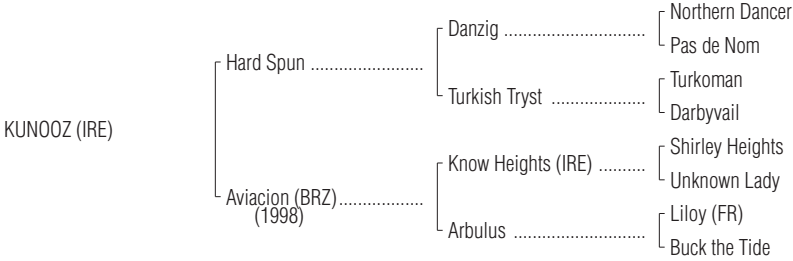 Northern Dancer
Danzig ..............................
Pas de Nom
Hard Spun ........................
Turkoman
Turkish Tryst ....................
Darbyvail
KUNOOZ (IRE)
Shirley Heights
Know Heights (IRE) ..........
Unknown Lady
Aviacion (BRZ)..................
(1998)
Liloy (FR)
Arbulus ............................
Buck the Tide